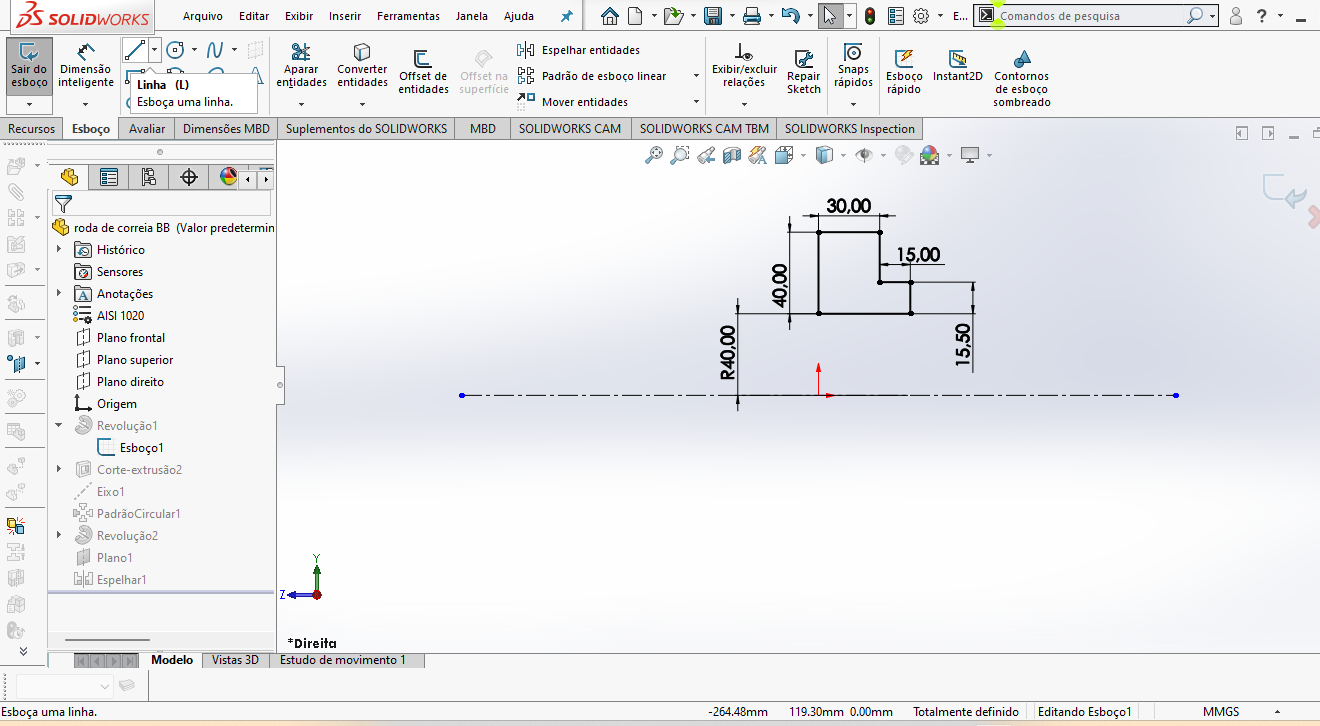 SOLIDWORKS
Arquivo Editar Exibir Inserir Ferramentas Janela Ajuda
E...
Comandos de pesquisa
?
Sair do esboço
Dimensão inteligente
Linha (L)
Esboça uma linha.
Aparar entidades
Converter entidades
Offset de entidades
Offset na superfície
Espelhar entidades
Padrão de esboço linear
Mover entidades
Exibir/excluir relações
Repair Sketch
Snaps rápidos
Esboço rápido
Instant2D
Contornos de esboço sombreado
Recursos Esboço Avaliar Dimensões MBD Suplementos do SOLIDWORKS MBD SOLIDWORKS CAM SOLIDWORKS CAM TBM SOLIDWORKS Inspection
roda de correia BB (Valor predetermin
Histórico
Sensores
Anotações
AISI 1020
Plano frontal
Plano superior
Plano direito
Origem
Revolução1
Esboço1
Corte-extrusão2
Eixo1
PadrãoCircular1
Revolução2
Plano1
Espelhar1
30,00
15,00
40,00
R40,00
15,50
Y
Z
*Direita
Modelo Vistas 3D Estudo de movimento 1
Esboça uma linha.
-264.48mm 119.30mm 0.00mm Totalmente definido Editando Esboço1 MMGS